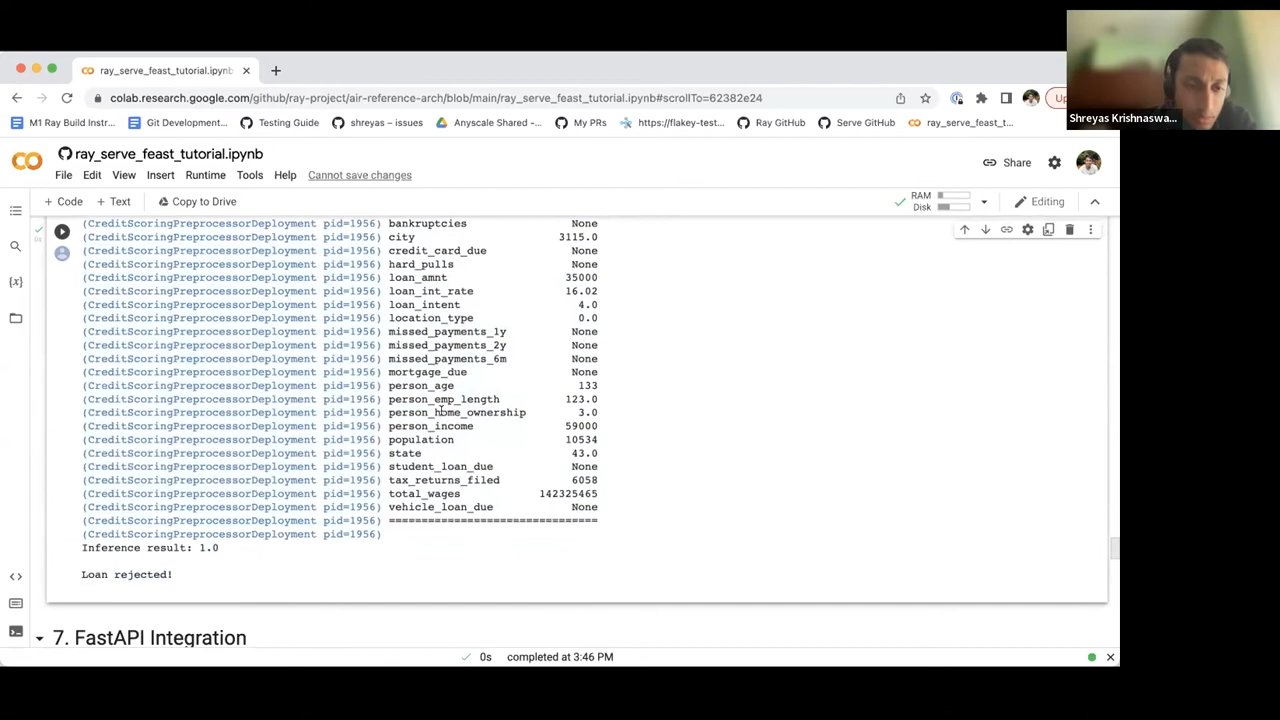 Shreyas Krishnaswa...
ray_serve_feast_tutorial.ipynb
colab.research.google.com/github/ray-project/air-reference-arch/blob/main/ray_serve_feast_tutorial.ipynb#scrollTo=62382e24
Up
M1 Ray Build Instr...
Git Development...
Testing Guide
shreyas – issues
Anyscale Shared -...
My PRs
https://flakey-test...
Ray GitHub
Serve GitHub
ray_serve_feast_t...
ray_serve_feast_tutorial.ipynb
File Edit View Insert Runtime Tools Help Cannot save changes
Share
+ Code + Text Copy to Drive
RAM
Disk
Editing
(CreditScoringPreprocessorDeployment pid=1956) bankruptcies None
(CreditScoringPreprocessorDeployment pid=1956) city 3115.0
(CreditScoringPreprocessorDeployment pid=1956) credit_card_due None
(CreditScoringPreprocessorDeployment pid=1956) hard_pulls None
(CreditScoringPreprocessorDeployment pid=1956) loan_amnt 35000
(CreditScoringPreprocessorDeployment pid=1956) loan_int_rate 16.02
(CreditScoringPreprocessorDeployment pid=1956) loan_intent 4.0
(CreditScoringPreprocessorDeployment pid=1956) location_type 0.0
(CreditScoringPreprocessorDeployment pid=1956) missed_payments_1y None
(CreditScoringPreprocessorDeployment pid=1956) missed_payments_2y None
(CreditScoringPreprocessorDeployment pid=1956) missed_payments_6m None
(CreditScoringPreprocessorDeployment pid=1956) mortgage_due None
(CreditScoringPreprocessorDeployment pid=1956) person_age 133
(CreditScoringPreprocessorDeployment pid=1956) person_emp_length 123.0
(CreditScoringPreprocessorDeployment pid=1956) person_home_ownership 3.0
(CreditScoringPreprocessorDeployment pid=1956) person_income 59000
(CreditScoringPreprocessorDeployment pid=1956) population 10534
(CreditScoringPreprocessorDeployment pid=1956) state 43.0
(CreditScoringPreprocessorDeployment pid=1956) student_loan_due None
(CreditScoringPreprocessorDeployment pid=1956) tax_returns_filed 6058
(CreditScoringPreprocessorDeployment pid=1956) total_wages 142325465
(CreditScoringPreprocessorDeployment pid=1956) vehicle_loan_due None
(CreditScoringPreprocessorDeployment pid=1956) ================================
(CreditScoringPreprocessorDeployment pid=1956)
Inference result: 1.0
Loan rejected!
7. FastAPI Integration
0s completed at 3:46 PM